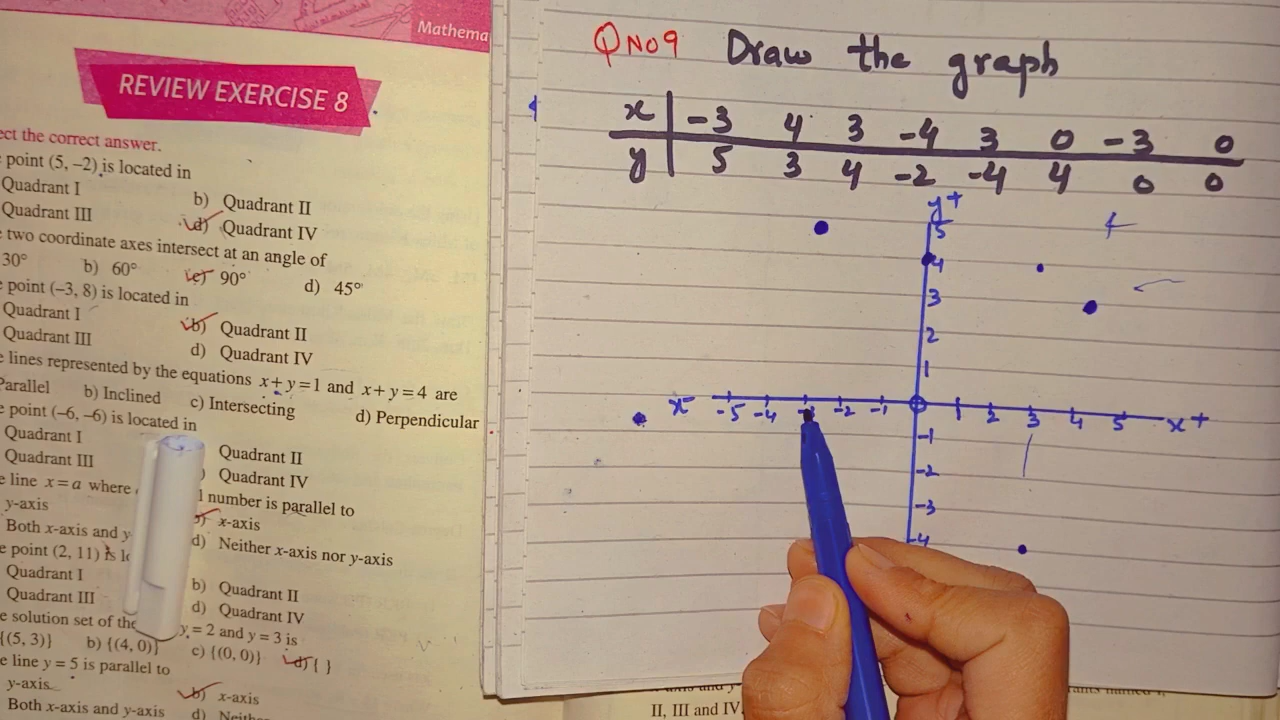 Mathema
REVIEW EXERCISE 8
ect the correct answer.
point (5, –2) is located in
Quadrant I b) Quadrant II
Quadrant III d) Quadrant IV
two coordinate axes intersect at an angle of
30° b) 60° c) 90° d) 45°
point (–3, 8) is located in
Quadrant I b) Quadrant II
Quadrant III d) Quadrant IV
lines represented by the equations x + y = 1 and x + y = 4 are
Parallel b) Inclined c) Intersecting d) Perpendicular
point (–6, –6) is located in
Quadrant I Quadrant II
Quadrant III ) Quadrant IV
line x = a where l number is parallel to
y-axis b) x-axis
Both x-axis and y- d) Neither x-axis nor y-axis
point (2, 11) is lo
Quadrant I b) Quadrant II
Quadrant III d) Quadrant IV
solution set of the y = 2 and y = 3 is
{(5, 3)} b) {(4, 0)} c) {(0, 0)} d) { }
line y = 5 is parallel to
y-axis b) x-axis
Both x-axis and y-axis d) Neithe
QNO9 Draw the graph
x -3 4 3 -4 3 0 -3 0
y 5 3 4 -2 -4 4 0 0
y+
5
4
3
2
1
x- -5 -4 -3 -2 -1 1 2 3 4 5 x+
-1
-2
-3
-4
II, III and IV